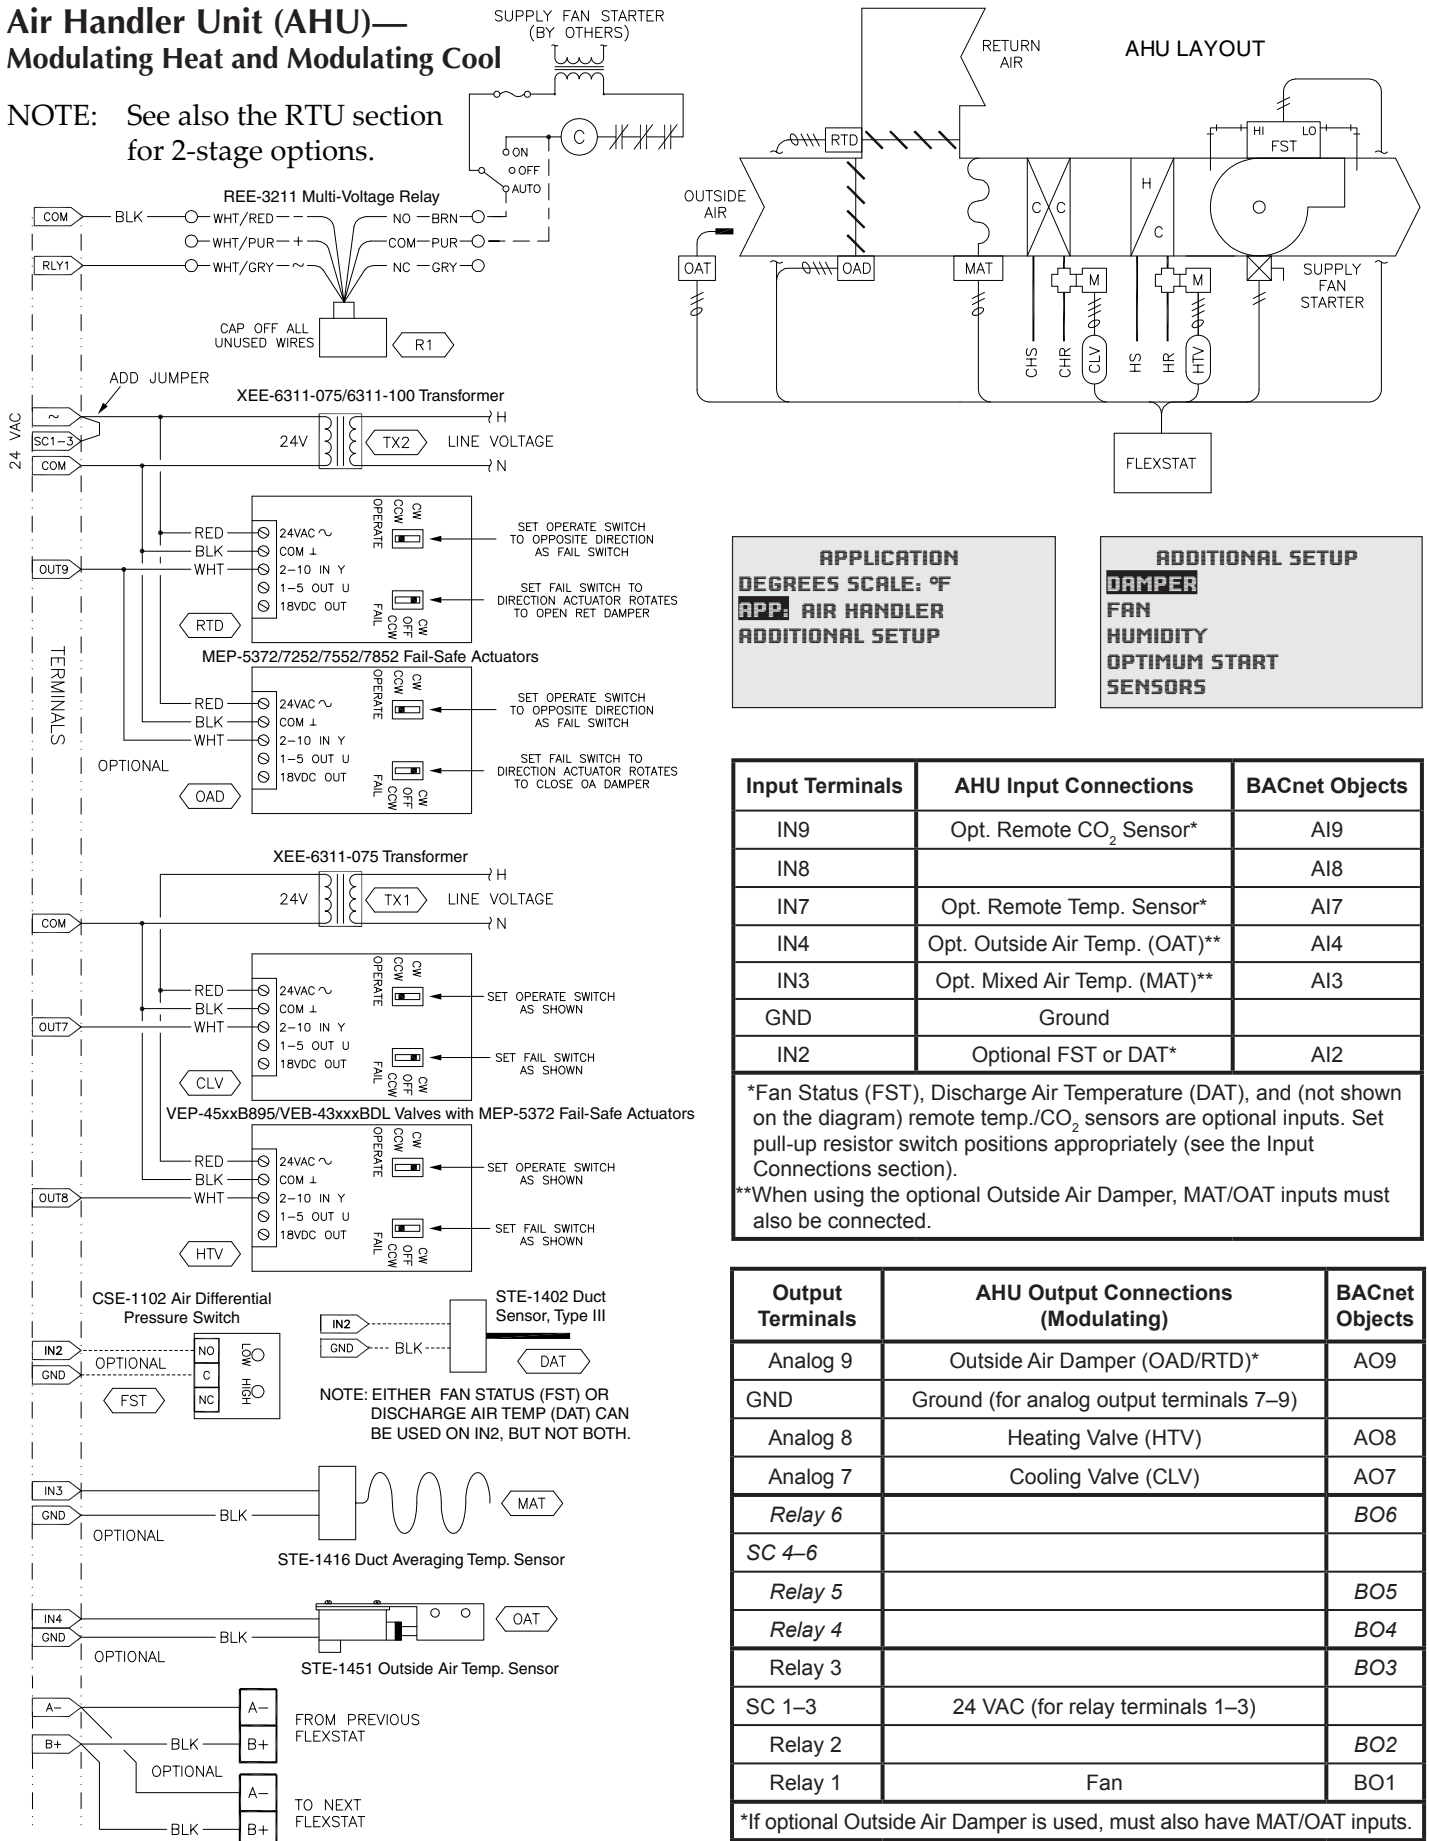 Air Handler Unit (AHU)—
Modulating Heat and Modulating Cool
NOTE: See also the RTU section
for 2-stage options.
SUPPLY FAN STARTER
(BY OTHERS)
C
ON
OFF
AUTO
REE-3211 Multi-Voltage Relay
COM BLK WHT/RED – NO BRN
WHT/PUR + COM PUR
RLY1 WHT/GRY ~ NC GRY
CAP OFF ALL
UNUSED WIRES
R1
ADD JUMPER
XEE-6311-075/6311-100 Transformer
24 VAC
~
SC1-3
COM
24V
TX2
LINE VOLTAGE
H
N
OPERATE
CCW
CW
RED 24VAC ~
BLK COM ⊥
OUT9 WHT 2-10 IN Y
1-5 OUT U
18VDC OUT
FAIL
CCW
OFF
CW
RTD
SET OPERATE SWITCH
TO OPPOSITE DIRECTION
AS FAIL SWITCH
SET FAIL SWITCH TO
DIRECTION ACTUATOR ROTATES
TO OPEN RET DAMPER
MEP-5372/7252/7552/7852 Fail-Safe Actuators
TERMINALS
OPERATE
CCW
CW
RED 24VAC ~
BLK COM ⊥
WHT 2-10 IN Y
1-5 OUT U
18VDC OUT
FAIL
CCW
OFF
CW
OPTIONAL
OAD
SET OPERATE SWITCH
TO OPPOSITE DIRECTION
AS FAIL SWITCH
SET FAIL SWITCH TO
DIRECTION ACTUATOR ROTATES
TO CLOSE OA DAMPER
XEE-6311-075 Transformer
24V
TX1
LINE VOLTAGE
H
N
COM
OPERATE
CCW
CW
RED 24VAC ~
BLK COM ⊥
OUT7 WHT 2-10 IN Y
1-5 OUT U
18VDC OUT
FAIL
CCW
OFF
CW
CLV
SET OPERATE SWITCH
AS SHOWN
SET FAIL SWITCH
AS SHOWN
VEP-45xxB895/VEB-43xxxBDL Valves with MEP-5372 Fail-Safe Actuators
OPERATE
CCW
CW
RED 24VAC ~
BLK COM ⊥
OUT8 WHT 2-10 IN Y
1-5 OUT U
18VDC OUT
FAIL
CCW
OFF
CW
HTV
SET OPERATE SWITCH
AS SHOWN
SET FAIL SWITCH
AS SHOWN
CSE-1102 Air Differential
Pressure Switch
IN2 NO
OPTIONAL
GND C
NC
LOW
HIGH
FST
STE-1402 Duct
Sensor, Type III
IN2
GND BLK
DAT
NOTE: EITHER FAN STATUS (FST) OR
DISCHARGE AIR TEMP (DAT) CAN
BE USED ON IN2, BUT NOT BOTH.
IN3
GND BLK
OPTIONAL
MAT
STE-1416 Duct Averaging Temp. Sensor
IN4
GND BLK
OPTIONAL
OAT
STE-1451 Outside Air Temp. Sensor
A– A–
B+ BLK B+
FROM PREVIOUS
FLEXSTAT
OPTIONAL
A–
BLK B+
TO NEXT
FLEXSTAT
AHU LAYOUT
RETURN
AIR
RTD
OUTSIDE
AIR
HI
LO
FST
C C
H
C
OAT
OAD
MAT
M
M
SUPPLY
FAN
STARTER
CHS
CHR
CLV
HS
HR
HTV
FLEXSTAT
APPLICATION
DEGREES SCALE: °F
APP: AIR HANDLER
ADDITIONAL SETUP
ADDITIONAL SETUP
DAMPER
FAN
HUMIDITY
OPTIMUM START
SENSORS
Input Terminals AHU Input Connections BACnet Objects
IN9 Opt. Remote CO2 Sensor* AI9
IN8 AI8
IN7 Opt. Remote Temp. Sensor* AI7
IN4 Opt. Outside Air Temp. (OAT)** AI4
IN3 Opt. Mixed Air Temp. (MAT)** AI3
GND Ground
IN2 Optional FST or DAT* AI2
*Fan Status (FST), Discharge Air Temperature (DAT), and (not shown
on the diagram) remote temp./CO2 sensors are optional inputs. Set
pull-up resistor switch positions appropriately (see the Input
Connections section).
**When using the optional Outside Air Damper, MAT/OAT inputs must
also be connected.
Output Terminals AHU Output Connections (Modulating) BACnet Objects
Analog 9 Outside Air Damper (OAD/RTD)* AO9
GND Ground (for analog output terminals 7–9)
Analog 8 Heating Valve (HTV) AO8
Analog 7 Cooling Valve (CLV) AO7
Relay 6 BO6
SC 4–6
Relay 5 BO5
Relay 4 BO4
Relay 3 BO3
SC 1–3 24 VAC (for relay terminals 1–3)
Relay 2 BO2
Relay 1 Fan BO1
*If optional Outside Air Damper is used, must also have MAT/OAT inputs.